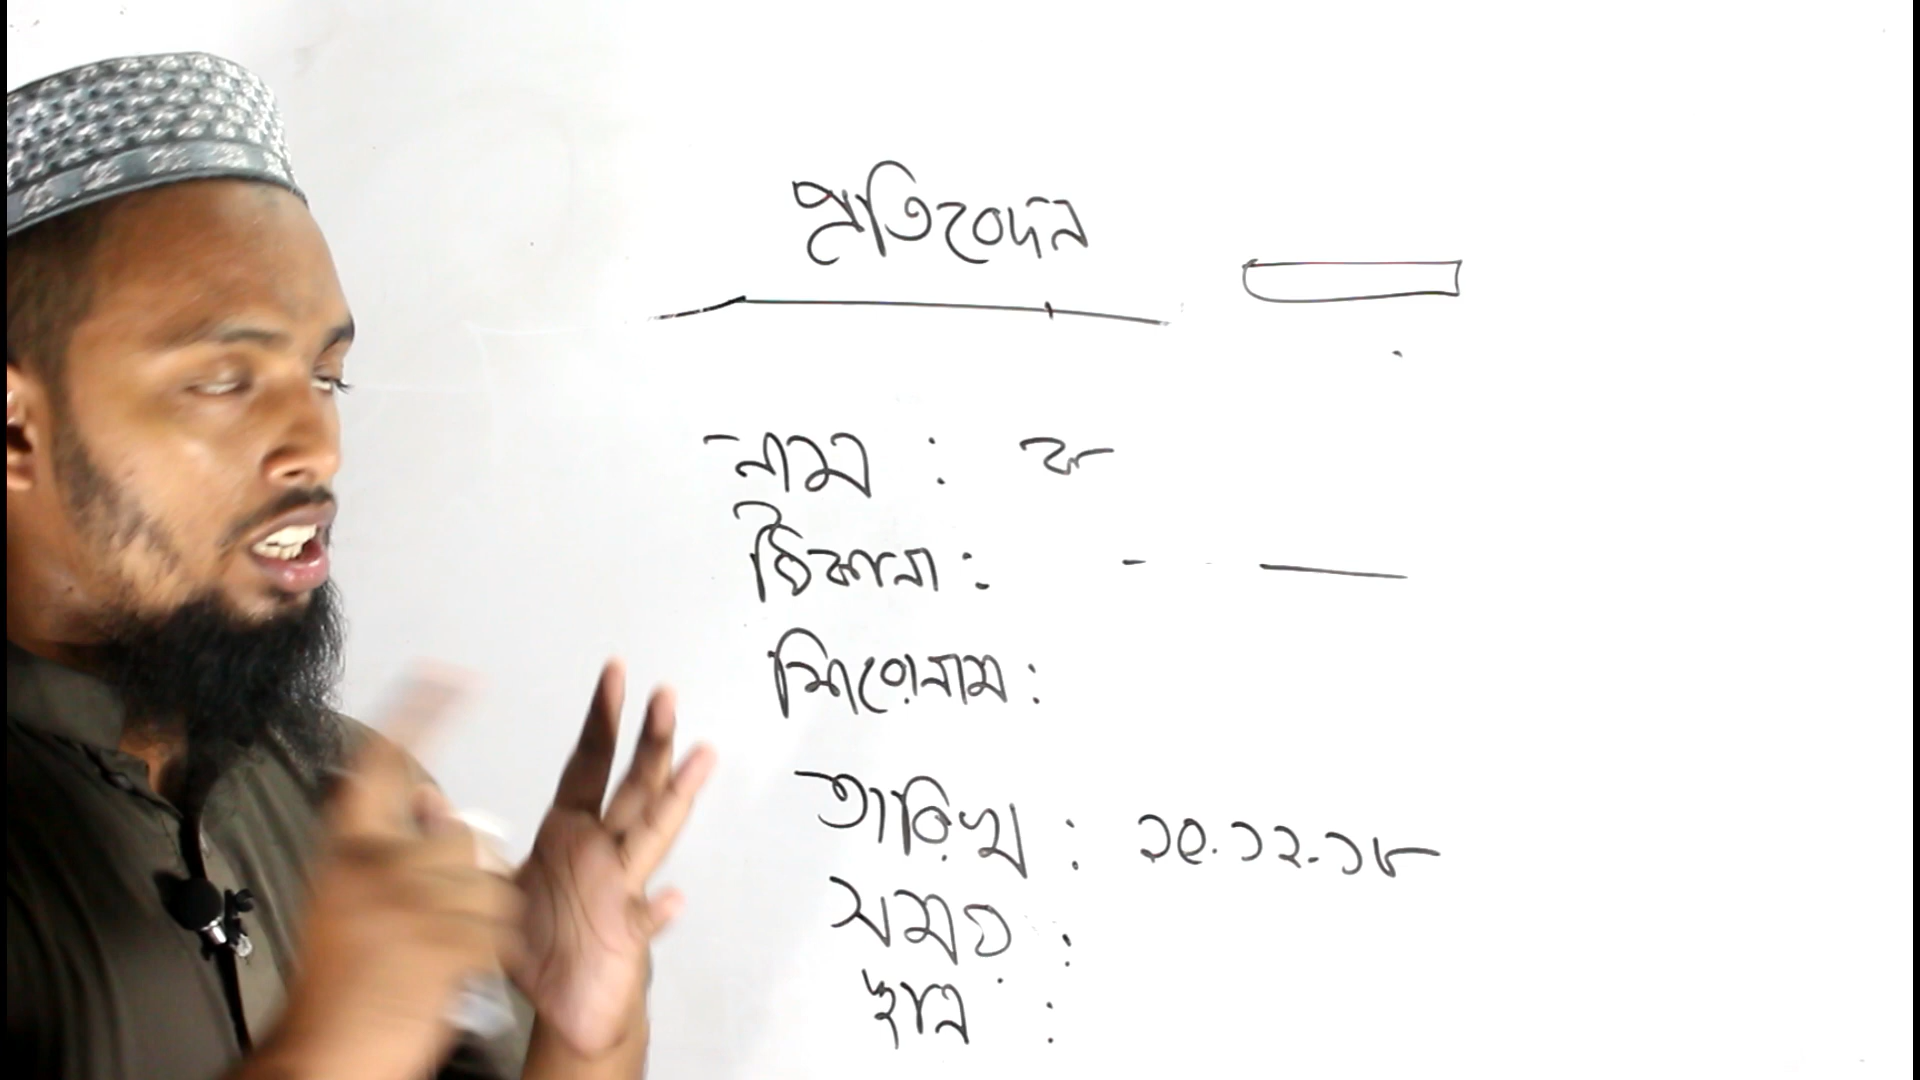 প্রতিবেদন
নাম : ক
ঠিকানা :
শিরোনাম :
তারিখ : ১৫.১২.১৮
সময় :
স্থান :